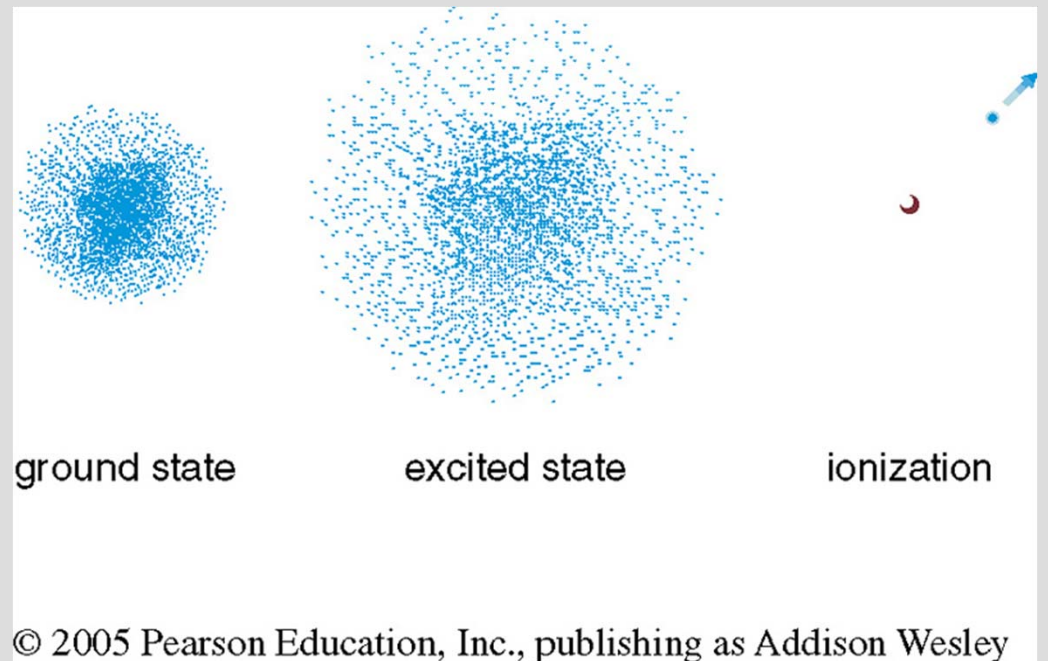 ground state excited state ionization
© 2005 Pearson Education, Inc., publishing as Addison Wesley